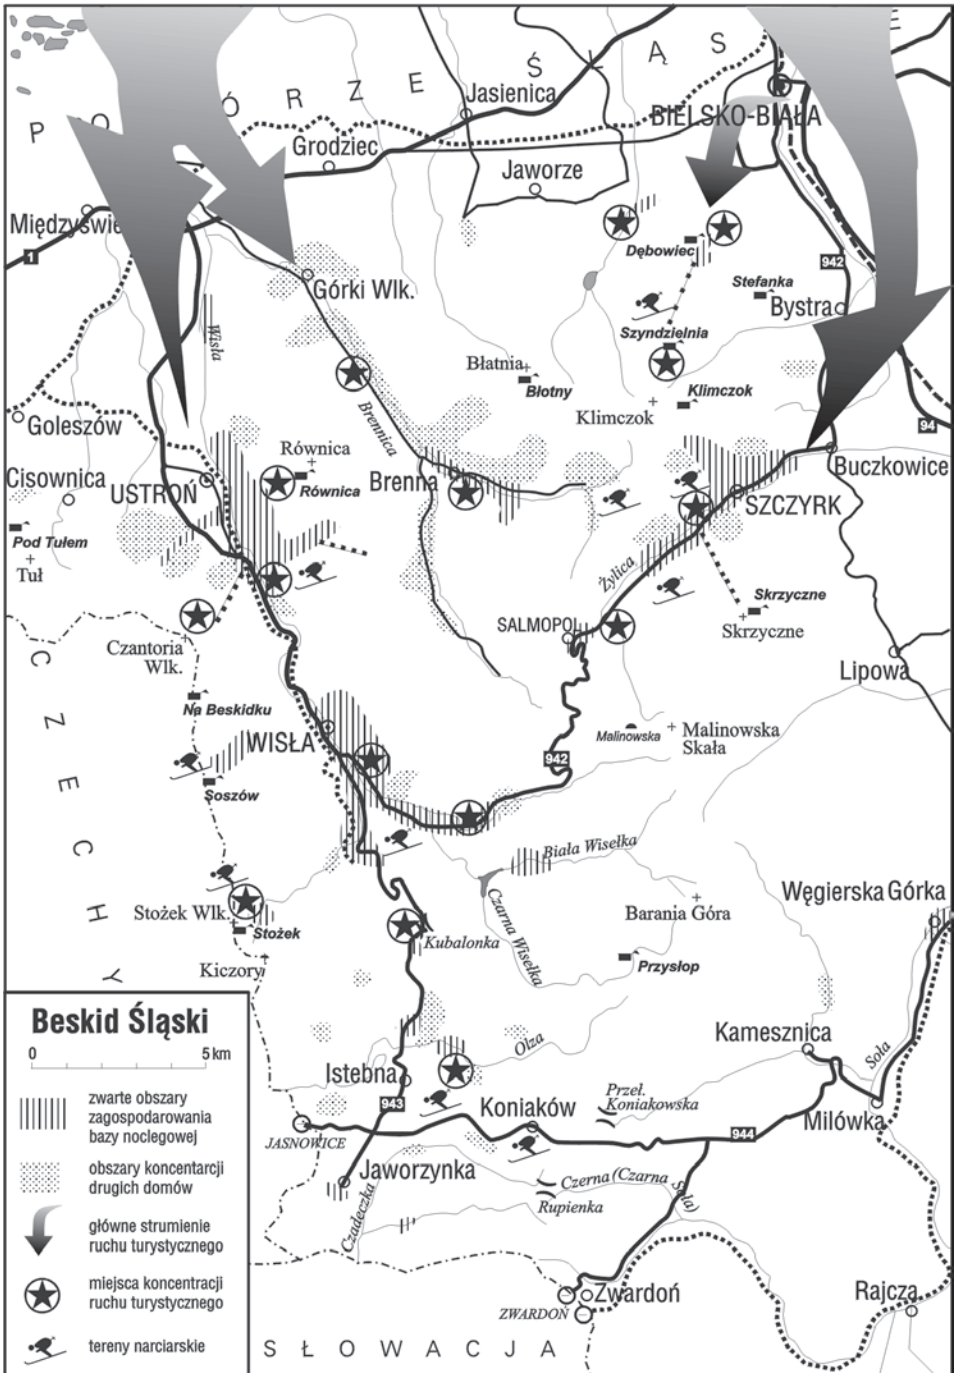 P O G Ó R Z E Ś L Ą S
E
Jasienica
BIELSKO-BIAŁA
Grodziec
Jaworze
Międzyświe
1
Dębowiec
942
Górki Wlk.
Stefanka
Bystra
Wisła
Szyndzielnia
Błatnia
Błotny
Klimczok
Klimczok
Brennica
Goleszów
94
Równica
Równica
Brenna
Buczkowice
Cisownica
USTROŃ
SZCZYRK
Pod Tułem
Tuł
Żylica
Skrzyczne
Skrzyczne
SALMOPOL
Czantoria
Wlk.
Lipowa
Na Beskidku
WISŁA
Malinowska
Malinowska
Skała
942
Soszów
C Z E C H Y
Biała Wisełka
Czarna Wisełka
Węgierska Górka
Barania Góra
Stożek Wlk.
Stożek
Kubalonka
Przysłop
Kiczory
Beskid Śląski
0 5 km
zwarte obszary
zagospodarowania
bazy noclegowej
obszary koncentarcji
drugich domów
główne strumienie
ruchu turystycznego
miejsca koncentracji
ruchu turystycznego
tereny narciarskie
Kamesznica
Olza
Soła
Istebna
943
Przeł.
Koniakowska
Koniaków
Milówka
JASNOWICE
944
Jaworzynka
Czerna (Czarna Soła)
Rupienka
Czadeczka
Zwardoń
ZWARDOŃ
Rajcza
S Ł O W A C J A